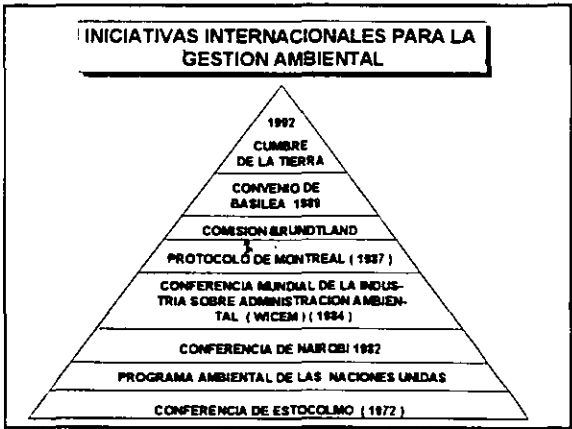 INICIATIVAS INTERNACIONALES PARA LA
GESTION AMBIENTAL
1992
CUMBRE
DE LA TIERRA
CONVENIO DE
BASILEA 1989
COMISION BRUNDTLAND
PROTOCOLO DE MONTREAL ( 1987 )
CONFERENCIA MUNDIAL DE LA INDUS-
TRIA SOBRE ADMINISTRACION AMBIEN-
TAL ( WICEM ) ( 1984 )
CONFERENCIA DE NAIROBI 1982
PROGRAMA AMBIENTAL DE LAS NACIONES UNIDAS
CONFERENCIA DE ESTOCOLMO ( 1972 )